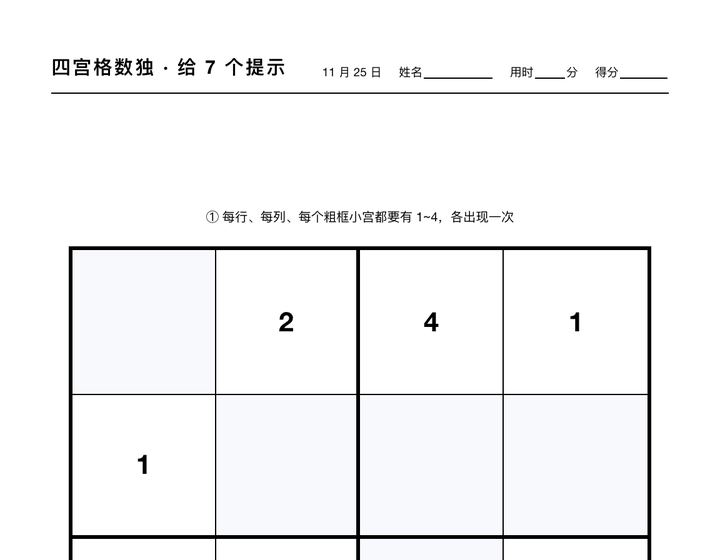 四宫格数独 · 给 7 个提示 11 月 25 日 姓名 用时 分 得分
① 每行、每列、每个粗框小宫都要有 1~4，各出现一次
2 4 1
1